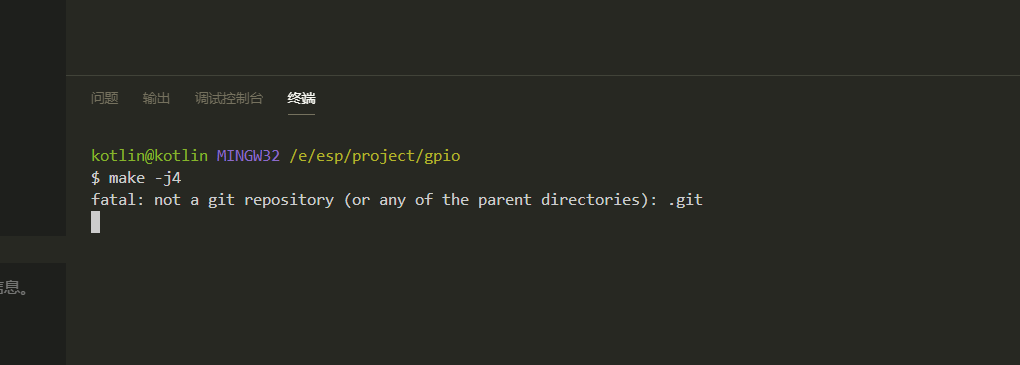 问题 输出 调试控制台 终端
kotlin@kotlin MINGW32 /e/esp/project/gpio
$ make -j4
fatal: not a git repository (or any of the parent directories): .git
息。